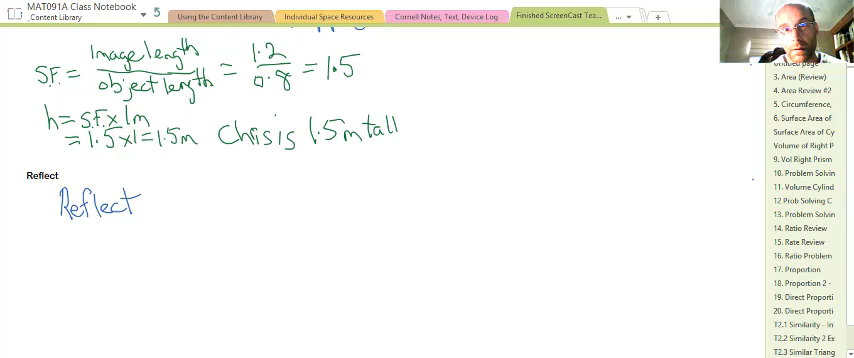 MAT091A Class Notebook
the Content Library
5
Using the Content Library
Individual Space Resources
Cornell Notes, Text, Device Log
Finished ScreenCast Tea...
...
+
S.F. = Image length / object length = 1.2 / 0.8 = 1.5
h = S.F. x 1m
= 1.5 x 1 = 1.5m Chris is 1.5m tall
Reflect
Reflect
Untitled page
3. Area (Review)
4. Area Review #2
5. Circumference,
6. Surface Area of
Surface Area of Cy
Volume of Right P
9. Vol Right Prism
10. Problem Solvin
11. Volume Cylind
12 Prob Solving C
13. Problem Solvin
14. Ratio Review
15. Rate Review
16. Ratio Problem
17. Proportion
18. Proportion 2 -
19. Direct Proporti
20. Direct Proporti
T2.1 Similarity - In
T2.2 Similarity 2 Ex
T2.3 Similar Triang